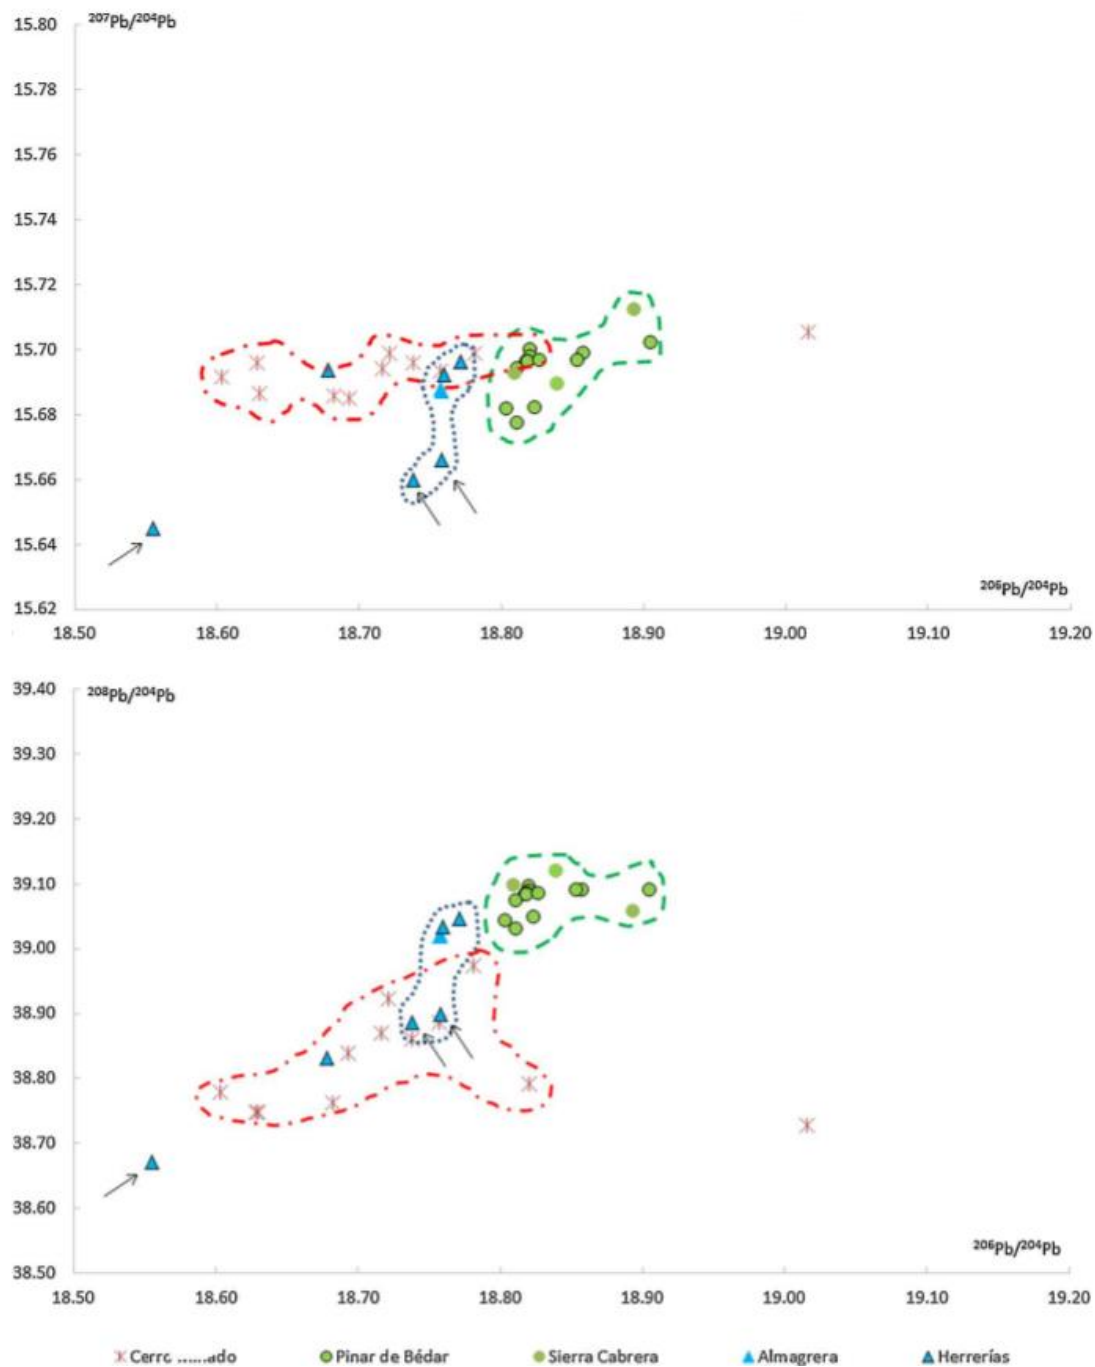 ²⁰⁷Pb/²⁰⁴Pb
15.80
15.78
15.76
15.74
15.72
15.70
15.68
15.66
15.64
15.62
²⁰⁶Pb/²⁰⁴Pb
18.50 18.60 18.70 18.80 18.90 19.00 19.10 19.20
²⁰⁸Pb/²⁰⁴Pb
39.40
39.30
39.20
39.10
39.00
38.90
38.80
38.70
38.60
38.50
²⁰⁶Pb/²⁰⁴Pb
18.50 18.60 18.70 18.80 18.90 19.00 19.10 19.20
Cerro Pinar de Bédar Sierra Cabrera Almagrera Herrerías